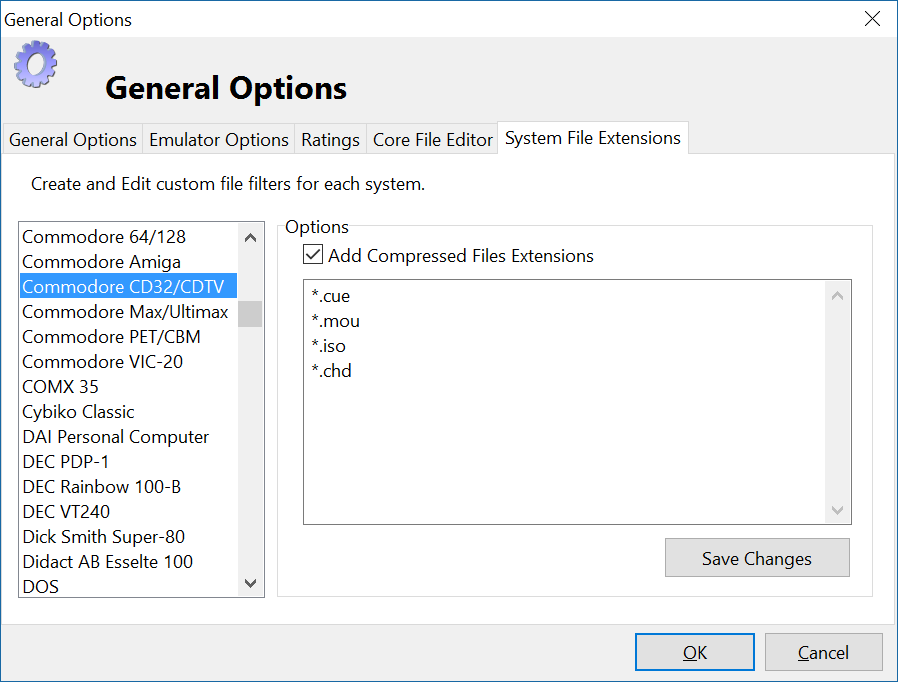 General Options
General Options
General Options
Emulator Options
Ratings
Core File Editor
System File Extensions
Create and Edit custom file filters for each system.
Commodore 64/128
Commodore Amiga
Commodore CD32/CDTV
Commodore Max/Ultimax
Commodore PET/CBM
Commodore VIC-20
COMX 35
Cybiko Classic
DAI Personal Computer
DEC PDP-1
DEC Rainbow 100-B
DEC VT240
Dick Smith Super-80
Didact AB Esselte 100
DOS
Options
Add Compressed Files Extensions
*.cue
*.mou
*.iso
*.chd
Save Changes
OK
Cancel